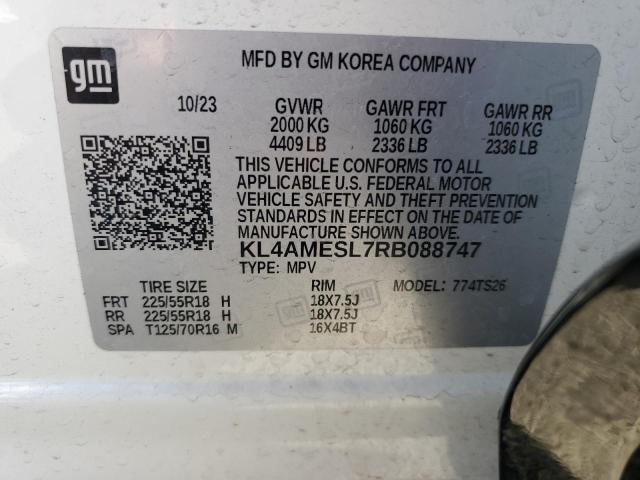 gm
MFD BY GM KOREA COMPANY
10/23 GVWR GAWR FRT GAWR RR
2000 KG 1060 KG 1060 KG
4409 LB 2336 LB 2336 LB
THIS VEHICLE CONFORMS TO ALL
APPLICABLE U.S. FEDERAL MOTOR
VEHICLE SAFETY AND THEFT PREVENTION
STANDARDS IN EFFECT ON THE DATE OF
MANUFACTURE SHOWN ABOVE.
KL4AMESL7RB088747
TYPE: MPV MODEL: 774TS26
TIRE SIZE RIM
FRT 225/55R18 H 18X7.5J
RR 225/55R18 H 18X7.5J
SPA T125/70R16 M 16X4BT